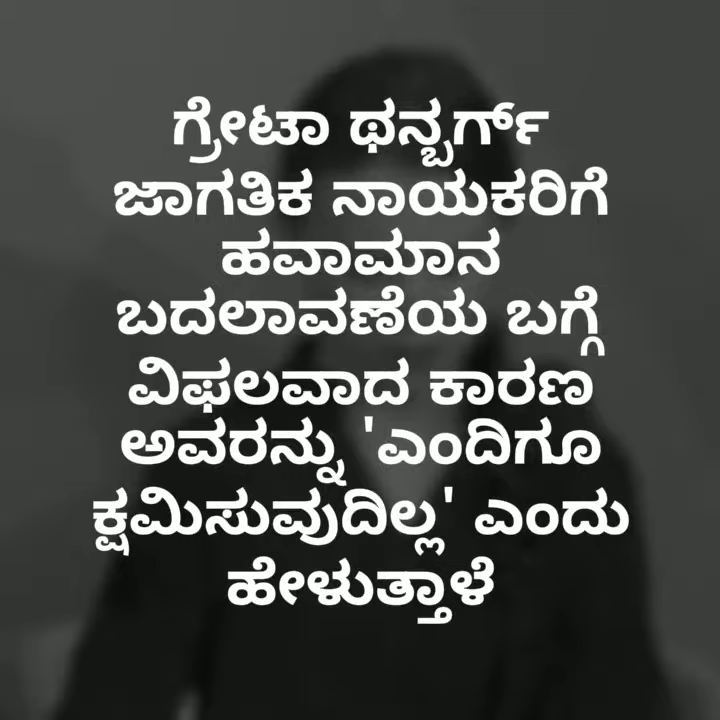 ಗ್ರೇಟಾ ಥನ್ಬರ್ಗ್
ಜಾಗತಿಕ ನಾಯಕರಿಗೆ
ಹವಾಮಾನ
ಬದಲಾವಣೆಯ ಬಗ್ಗೆ
ವಿಫಲವಾದ ಕಾರಣ
ಅವರನ್ನು 'ಎಂದಿಗೂ
ಕ್ಷಮಿಸುವುದಿಲ್ಲ' ಎಂದು
ಹೇಳುತ್ತಾಳೆ